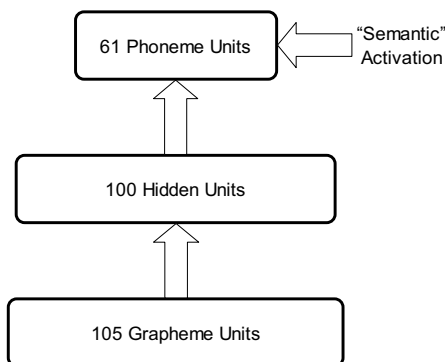 61 Phoneme Units
“Semantic”
Activation
100 Hidden Units
105 Grapheme Units